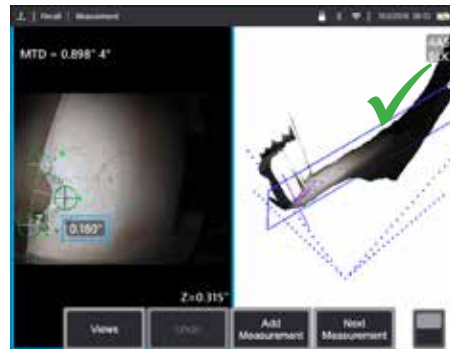 Recall | Measurement
MTD = 0.898" 4"
0.180"
Z=0.315"
Views
Undo
Add
Measurement
Next
Measurement